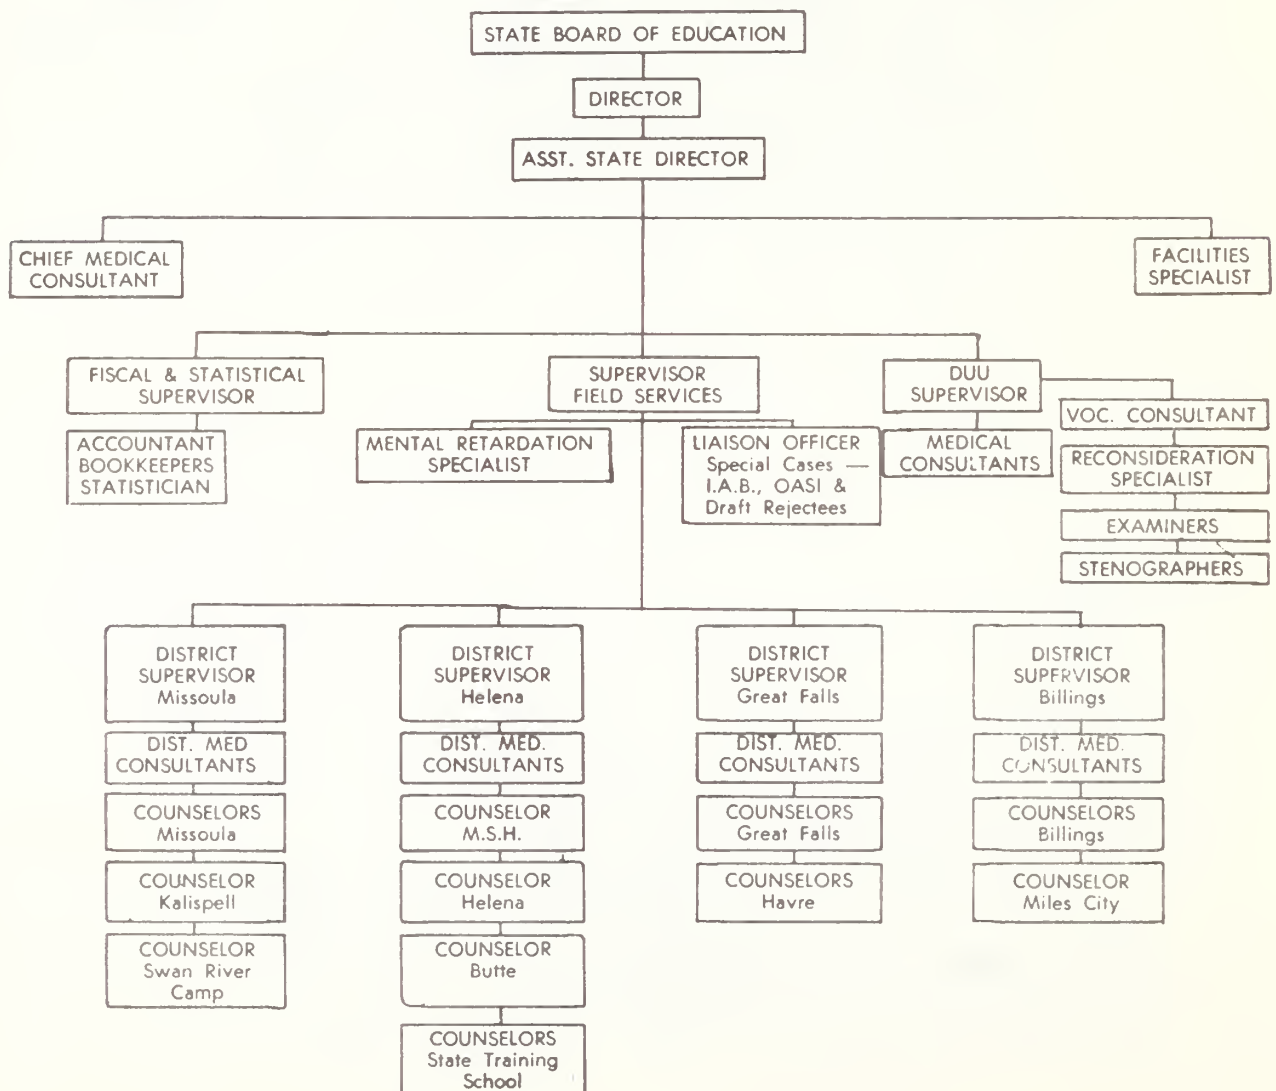 STATE BOARD OF EDUCATION
DIRECTOR
ASST. STATE DIRECTOR
CHIEF MEDICAL
CONSULTANT
FACILITIES
SPECIALIST
FISCAL & STATISTICAL
SUPERVISOR
ACCOUNTANT
BOOKKEEPERS
STATISTICIAN
SUPERVISOR
FIELD SERVICES
MENTAL RETARDATION
SPECIALIST
LIAISON OFFICER
Special Cases —
I.A.B., OASI &
Draft Rejectees
DUU
SUPERVISOR
MEDICAL
CONSULTANTS
VOC. CONSULTANT
RECONSIDERATION
SPECIALIST
EXAMINERS
STENOGRAPHERS
DISTRICT
SUPERVISOR
Missoula
DIST. MED
CONSULTANTS
COUNSELORS
Missoula
COUNSELOR
Kalispell
COUNSELOR
Swan River
Camp
DISTRICT
SUPERVISOR
Helena
DIST. MED.
CONSULTANTS
COUNSELOR
M.S.H.
COUNSELOR
Helena
COUNSELOR
Butte
COUNSELORS
State Training
School
DISTRICT
SUPERVISOR
Great Falls
DIST. MED.
CONSULTANTS
COUNSELORS
Great Falls
COUNSELORS
Havre
DISTRICT
SUPERVISOR
Billings
DIST. MED.
CONSULTANTS
COUNSELORS
Billings
COUNSELOR
Miles City